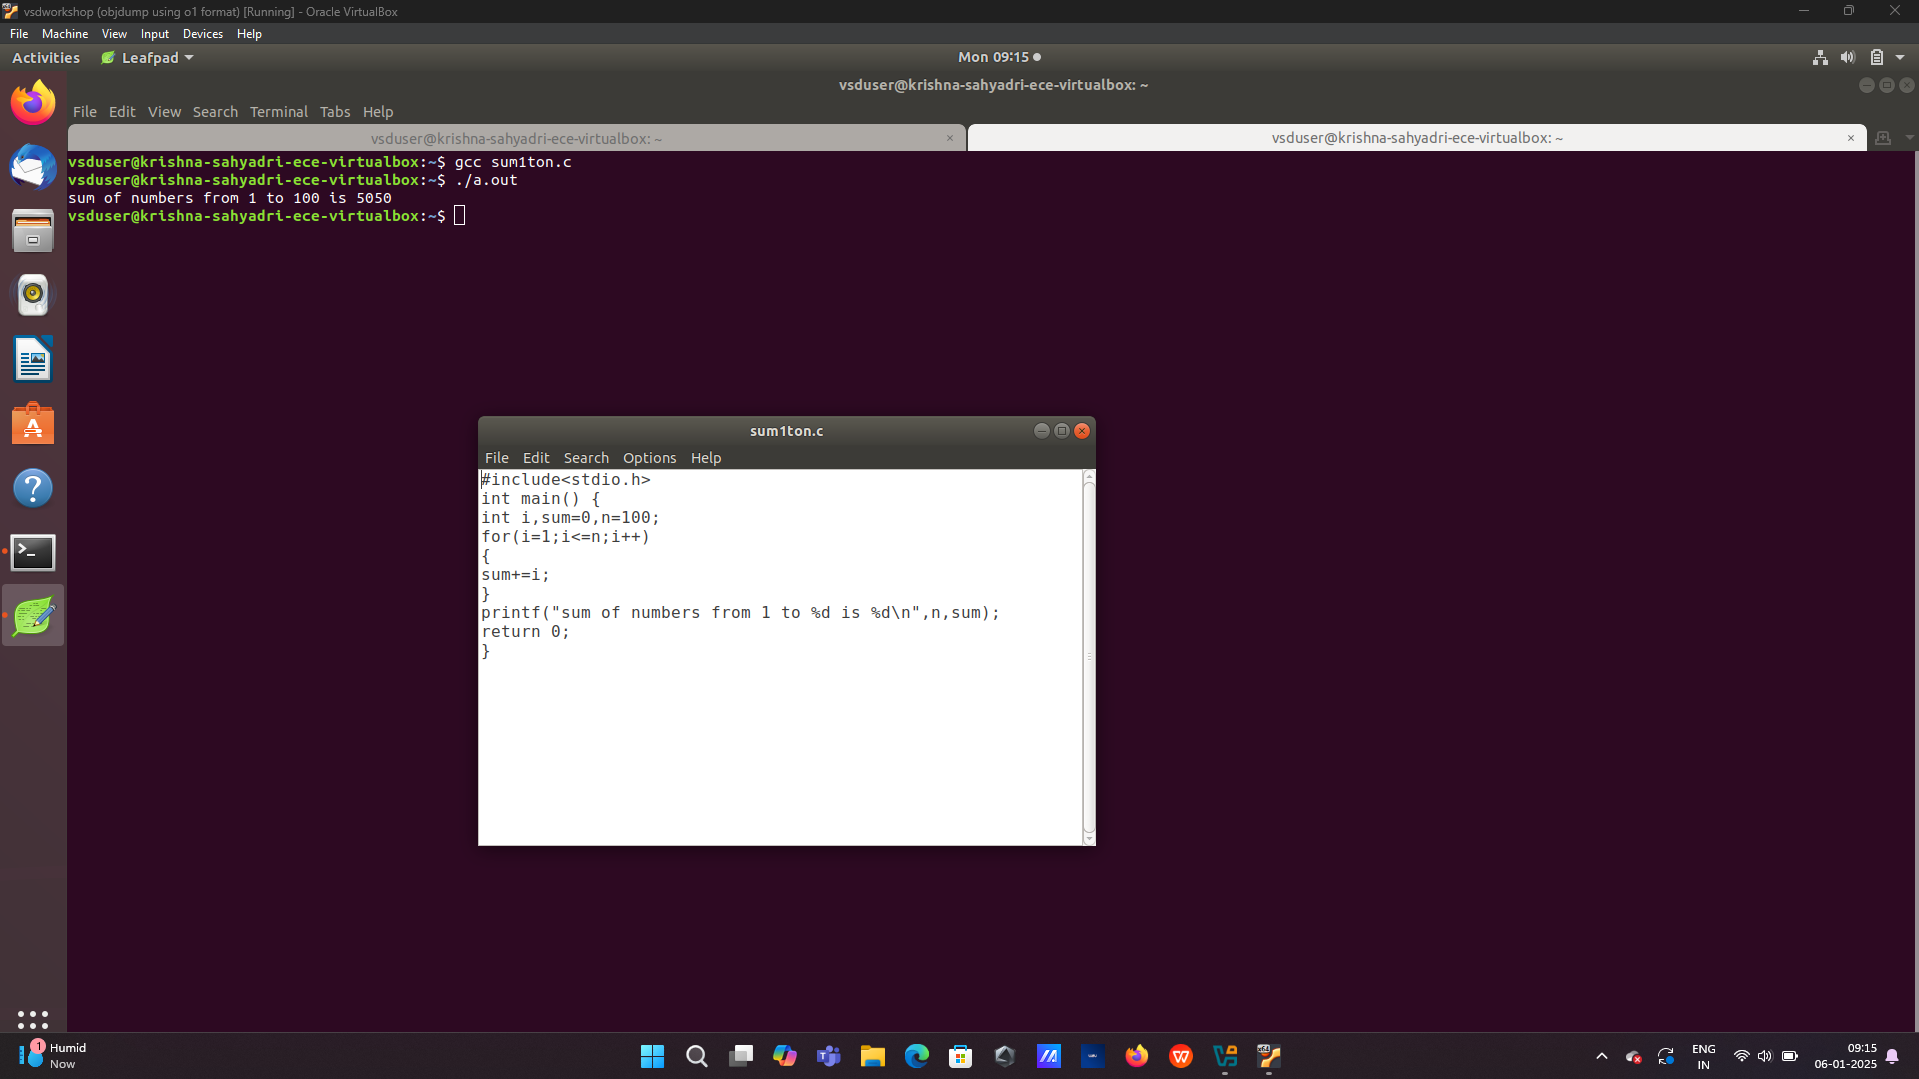 vsdworkshop (objdump using o1 format) [Running] - Oracle VirtualBox
File Machine View Input Devices Help
Activities Leafpad Mon 09:15
vsduser@krishna-sahyadri-ece-virtualbox: ~
File Edit View Search Terminal Tabs Help
vsduser@krishna-sahyadri-ece-virtualbox: ~ × vsduser@krishna-sahyadri-ece-virtualbox: ~ ×
vsduser@krishna-sahyadri-ece-virtualbox:~$ gcc sum1ton.c
vsduser@krishna-sahyadri-ece-virtualbox:~$ ./a.out
sum of numbers from 1 to 100 is 5050
vsduser@krishna-sahyadri-ece-virtualbox:~$
sum1ton.c
File Edit Search Options Help
#include<stdio.h>
int main() {
int i,sum=0,n=100;
for(i=1;i<=n;i++)
{
sum+=i;
}
printf("sum of numbers from 1 to %d is %d\n",n,sum);
return 0;
}
1
Humid
Now
ENG
IN
09:15
06-01-2025